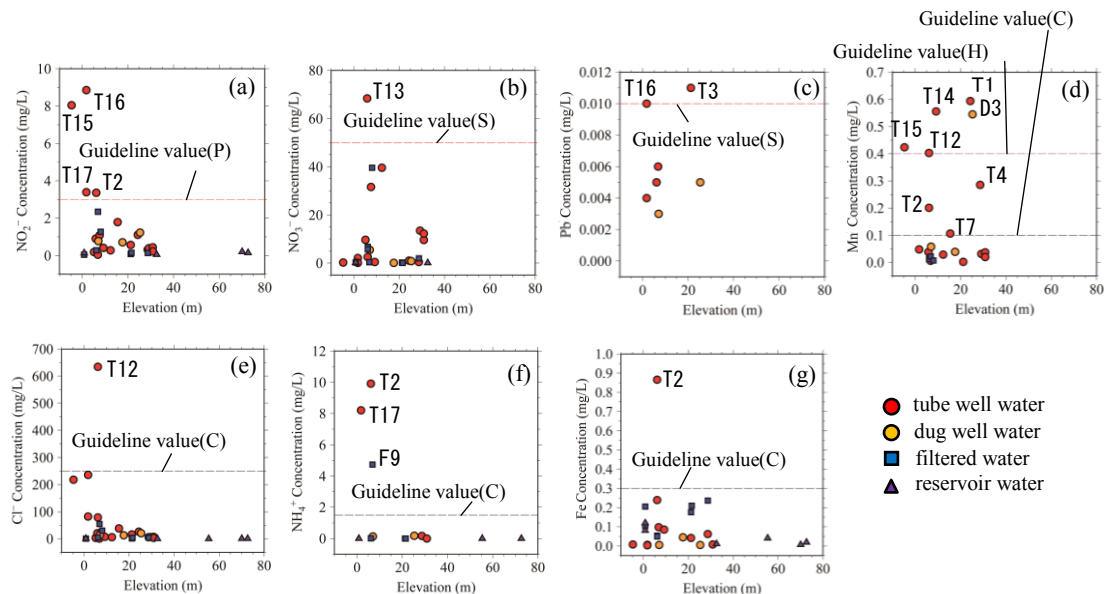 Guideline value(C)
Guideline value(H)
(a)
NO₂⁻ Concentration (mg/L)
10
8
6
4
2
0
T16
T15
Guideline value(P)
T17
T2
0 20 40 60 80
Elevation (m)
(b)
NO₃⁻ Concentration (mg/L)
80
70
60
50
40
30
20
10
0
T13
Guideline value(S)
0 20 40 60 80
Elevation (m)
(c)
Pb Concentration (mg/L)
0.012
0.010
0.008
0.006
0.004
0.002
0.000
T16
T3
Guideline value(S)
0 20 40 60 80
Elevation (m)
(d)
Mn Concentration (mg/L)
0.7
0.6
0.5
0.4
0.3
0.2
0.1
0.0
T1
T14
D3
T15
T12
T4
T2
T7
0 20 40 60 80
Elevation (m)
(e)
Cl⁻ Concentration (mg/L)
700
600
500
400
300
200
100
0
T12
Guideline value(C)
0 20 40 60 80
Elevation (m)
(f)
NH₄⁺ Concentration (mg/L)
12
10
8
6
4
2
0
T2
T17
F9
Guideline value(C)
0 20 40 60 80
Elevation (m)
(g)
Fe Concentration (mg/L)
1.0
0.9
0.8
0.7
0.6
0.5
0.4
0.3
0.2
0.1
0.0
T2
Guideline value(C)
0 20 40 60 80
Elevation (m)
tube well water
dug well water
filtered water
reservoir water